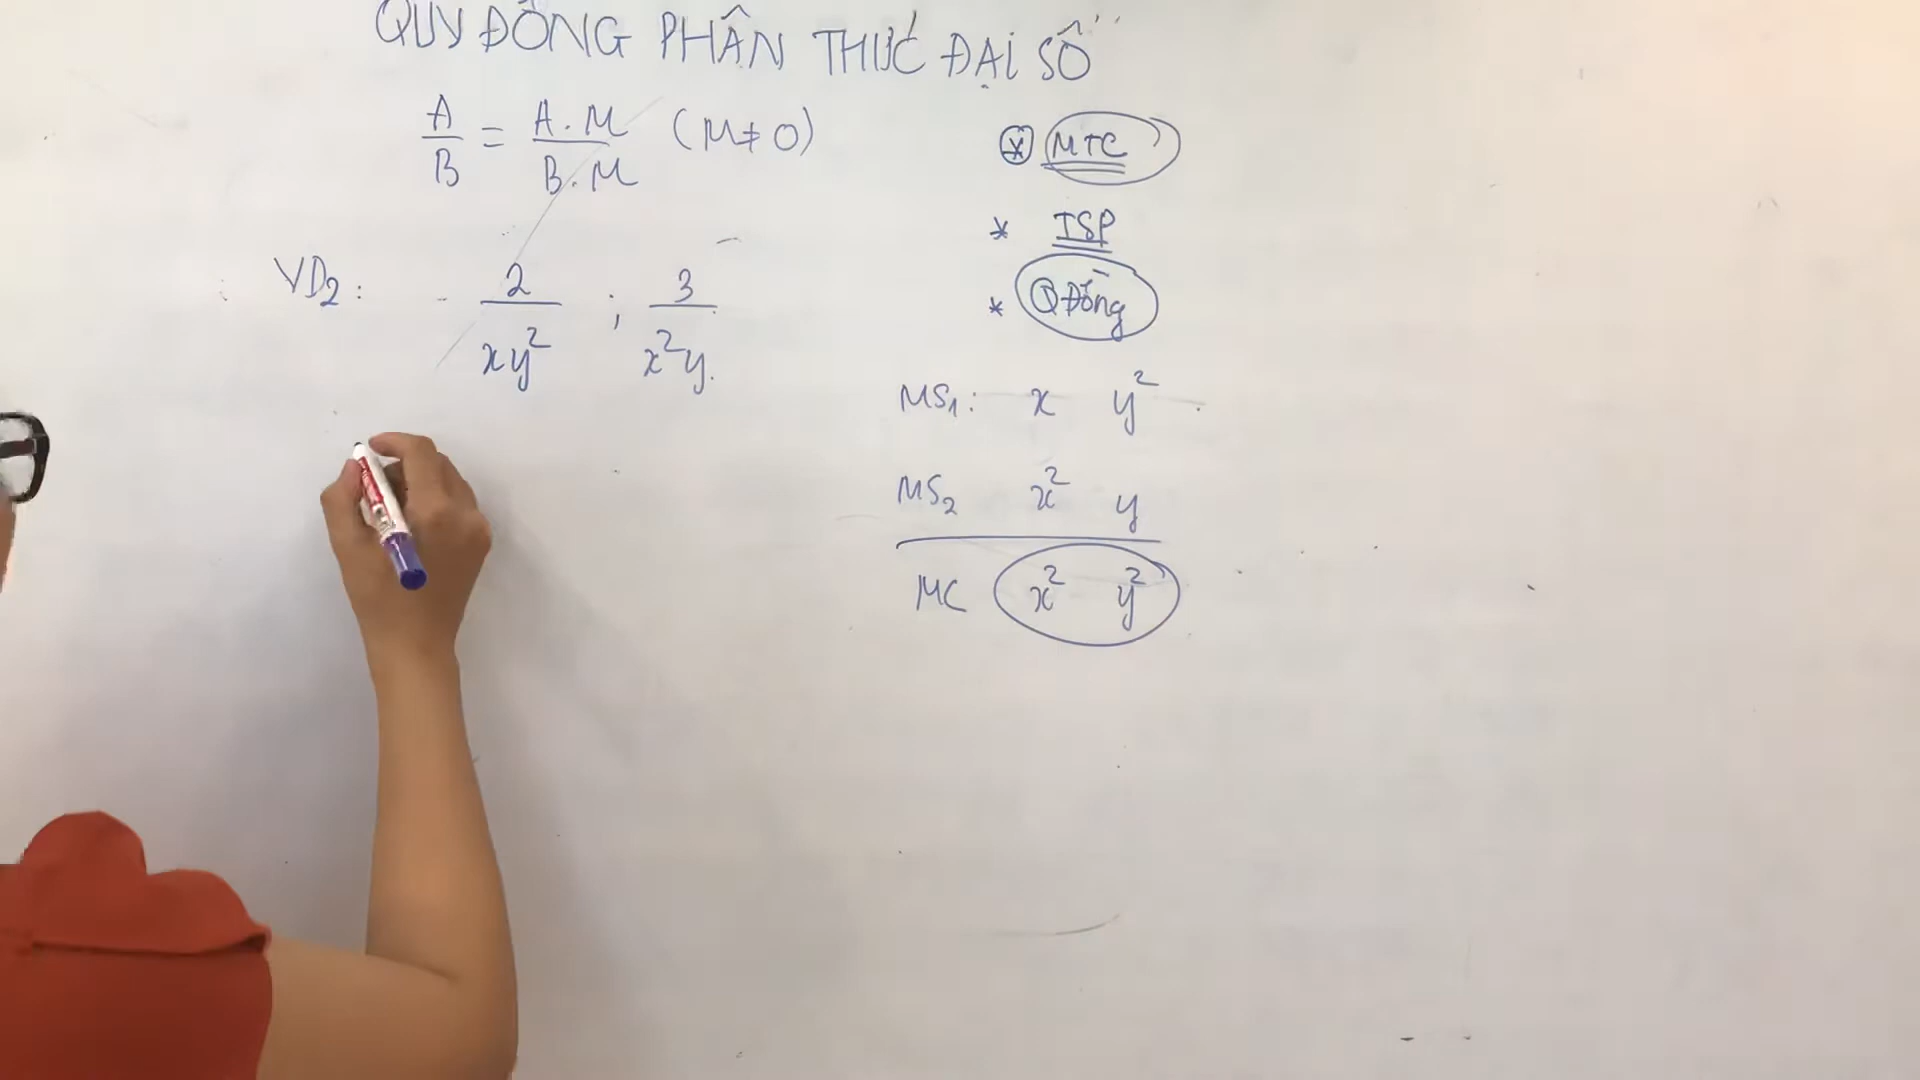 QUY ĐỒNG PHÂN THỨC ĐẠI SỐ
A/B = A.M/B.M (M≠0)
VD2: 2/xy² ; 3/x²y.
* MTC
* TSP
* QĐồng
MS1: x y²
MS2 x² y
MC x² y²